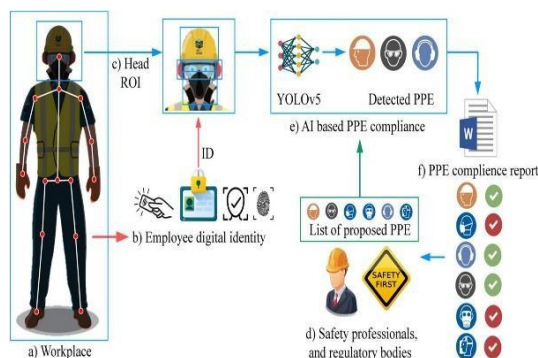 c) Head
ROI
YOLOv5
Detected PPE
e) AI based PPE compliance
W
ID
f) PPE complience report
List of proposed PPE
b) Employee digital identity
SAFETY
FIRST
d) Safety professionals,
and regulatory bodies
a) Workplace